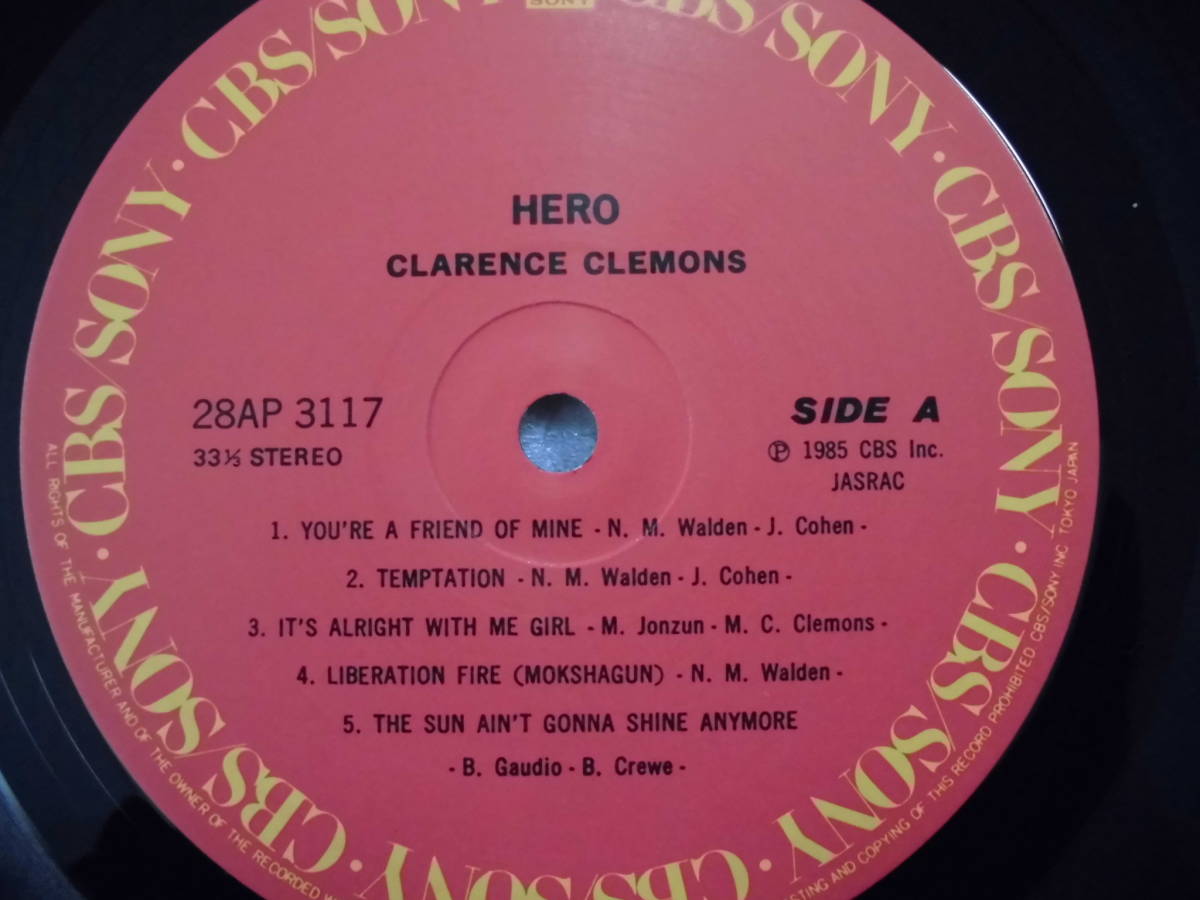 SONY
CBS/SONY · CBS/SONY · CBS/SONY · CBS/SONY · CBS/SONY · CBS/SONY · CBS/SONY · CBS/SONY
HERO
CLARENCE CLEMONS
28AP 3117
33⅓ STEREO
SIDE A
℗ 1985 CBS Inc.
JASRAC
1. YOU'RE A FRIEND OF MINE - N. M. Walden - J. Cohen -
2. TEMPTATION - N. M. Walden - J. Cohen -
3. IT'S ALRIGHT WITH ME GIRL - M. Jonzun - M. C. Clemons -
4. LIBERATION FIRE (MOKSHAGUN) - N. M. Walden -
5. THE SUN AIN'T GONNA SHINE ANYMORE
- B. Gaudio - B. Crewe -
ALL RIGHTS OF THE MANUFACTURER AND OF THE OWNER OF THE RECORDED
AND COPYING OF THIS RECORD PROHIBITED CBS/SONY INC. TOKYO JAPAN